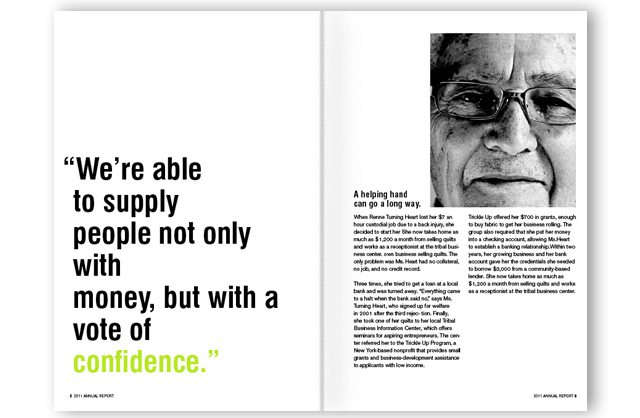 “We’re able
to supply
people not only
with
money, but with a
vote of
confidence.”
5 2011 ANNUAL REPORT
A helping hand
can go a long way.
When Renne Turning Heart lost her $7 an
hour custodial job due to a back injury, she
decided to start her She now takes home as
much as $1,200 a month from selling quilts
and works as a receptionist at the tribal busi-
ness center. own business selling quilts. The
only problem was Ms. Heart had no collateral,
no job, and no credit record.
Three years, she tried to get a loan at a local
bank and was turned away. “Everything came
to a halt when the bank said no,” says Ms.
Turning Heart, who signed up for welfare
in 2001 after the third rejec- tion. Finally,
she took one of her quilts to her local Tribal
Business Information Center, which offers
seminars for aspiring entrepreneurs. The cen-
ter referred her to the Trickle Up Program, a
New York-based nonprofit that provides small
grants and business-development assistance
to applicants with low income.
Trickle Up offered her $700 in grants, enough
to buy fabric to get her business rolling. The
group also required that she put her money
into a checking account, allowing Ms.Heart
to establish a banking relationship.Within two
years, her growing business and her bank
account gave her the credentials she needed
to borrow $3,000 from a community-based
lender. She now takes home as much as
$1,200 a month from selling quilts and works
as a receptionist at the tribal business center.
2011 ANNUAL REPORT 6